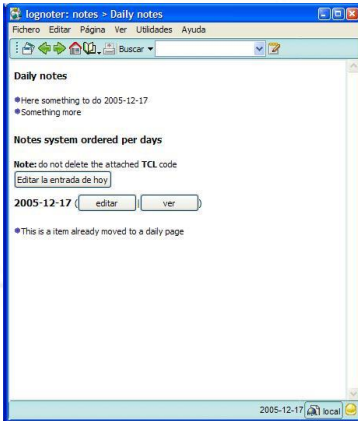 lognoter: notes > Daily notes
Fichero Editar Página Ver Utilidades Ayuda
Buscar
Daily notes
Here something to do 2005-12-17
Something more
Notes system ordered per days
Note: do not delete the attached TCL code
Editar la entrada de hoy
2005-12-17 ( editar | ver )
This is a item already moved to a daily page
2005-12-17 local